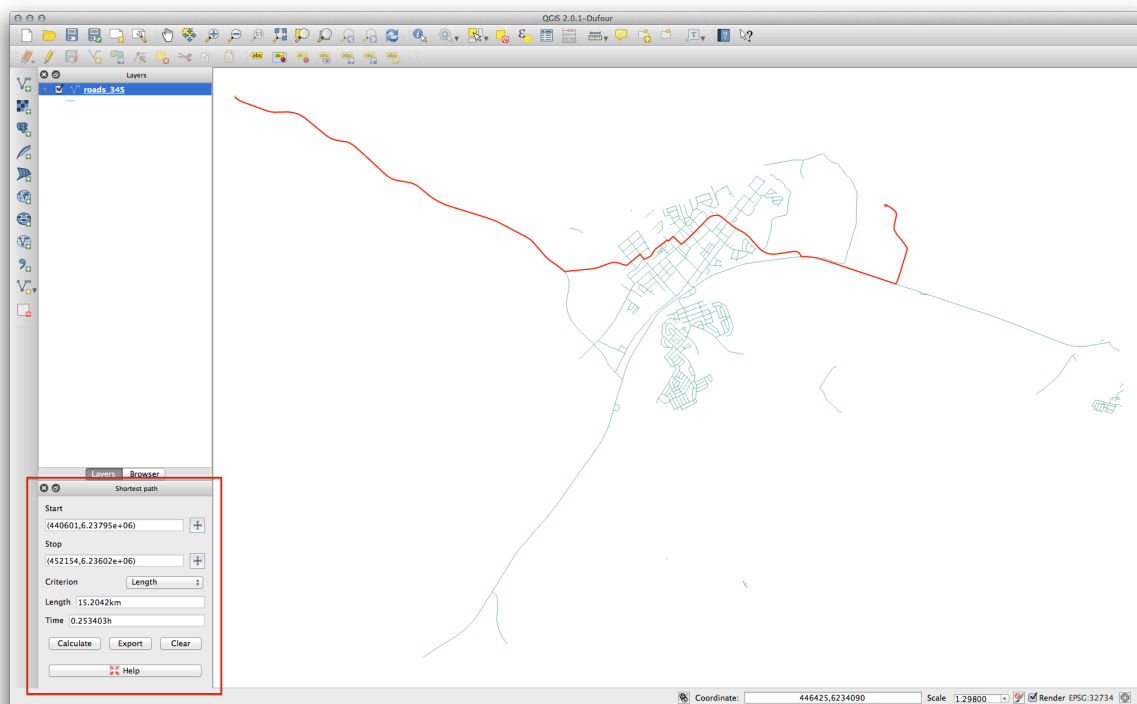 QGIS 2.0.1-Dufour
Layers
roads_34S
Layers Browser
Shortest path
Start
(440601,6.23795e+06)
Stop
(452154,6.23602e+06)
Criterion Length
Length 15.2042km
Time 0.253403h
Calculate Export Clear
Help
Coordinate: 446425,6234090 Scale 1:29800 Render EPSG:32734